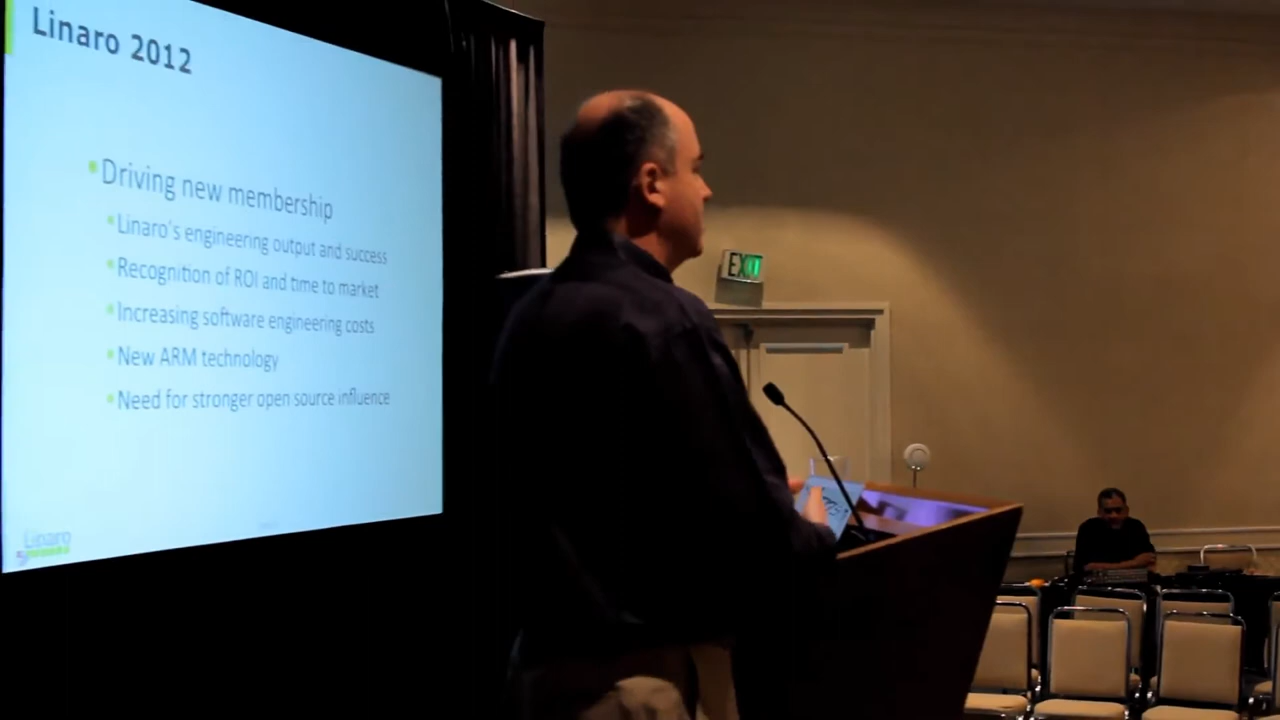 Linaro 2012
Driving new membership
Linaro's engineering output and success
Recognition of ROI and time to market
Increasing software engineering costs
New ARM technology
Need for stronger open source influence
Linaro
EXIT